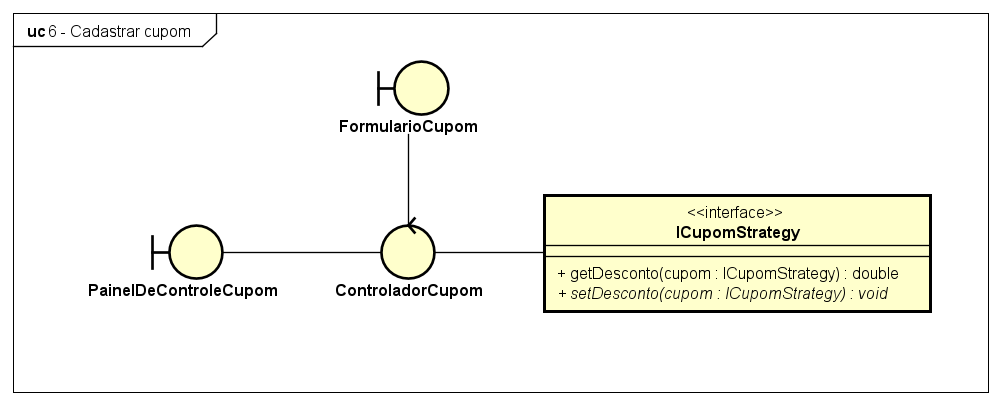 uc 6 - Cadastrar cupom
FormularioCupom
PainelDeControleCupom
ControladorCupom
<<interface>>
ICupomStrategy
+ getDesconto(cupom : ICupomStrategy) : double
+ setDesconto(cupom : ICupomStrategy) : void